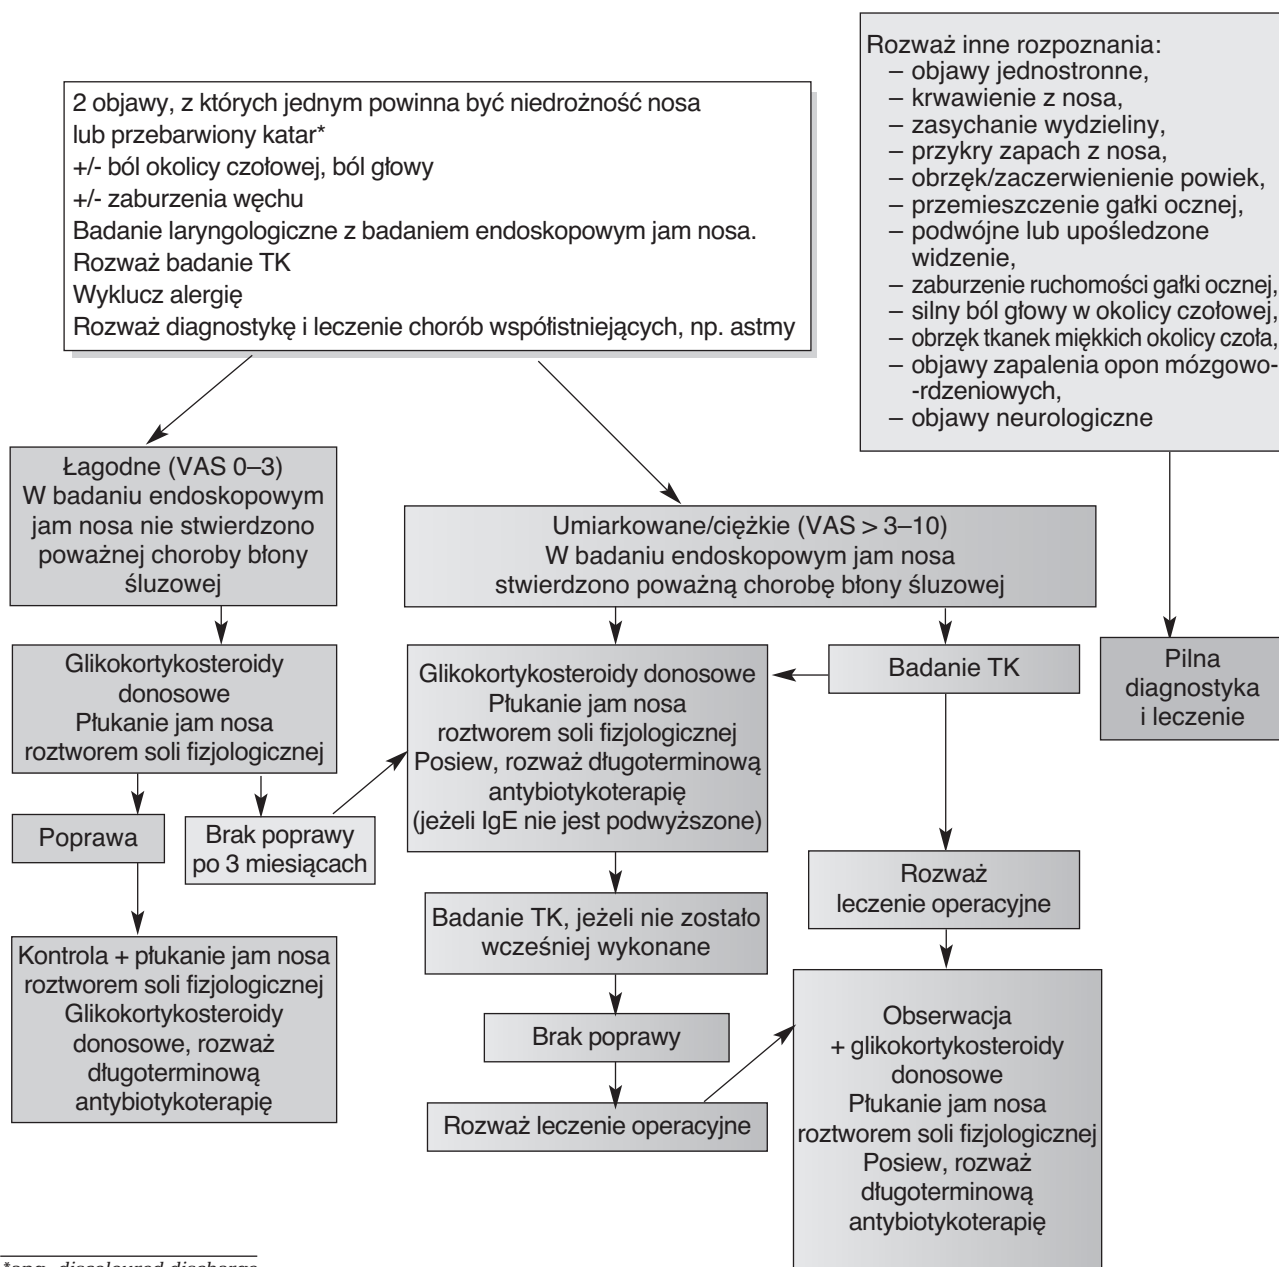 Rozważ inne rozpoznania:
– objawy jednostronne,
– krwawienie z nosa,
– zasychanie wydzieliny,
– przykry zapach z nosa,
– obrzęk/zaczerwienienie powiek,
– przemieszczenie gałki ocznej,
– podwójne lub upośledzone
widzenie,
– zaburzenie ruchomości gałki ocznej,
– silny ból głowy w okolicy czołowej,
– obrzęk tkanek miękkich okolicy czoła,
– objawy zapalenia opon mózgowo-
-rdzeniowych,
– objawy neurologiczne
2 objawy, z których jednym powinna być niedrożność nosa
lub przebarwiony katar*
+/- ból okolicy czołowej, ból głowy
+/- zaburzenia węchu
Badanie laryngologiczne z badaniem endoskopowym jam nosa.
Rozważ badanie TK
Wyklucz alergię
Rozważ diagnostykę i leczenie chorób współistniejących, np. astmy
Łagodne (VAS 0–3)
W badaniu endoskopowym
jam nosa nie stwierdzono
poważnej choroby błony
śluzowej
Umiarkowane/ciężkie (VAS > 3–10)
W badaniu endoskopowym jam nosa
stwierdzono poważną chorobę błony śluzowej
Glikokortykosteroidy
donosowe
Płukanie jam nosa
roztworem soli fizjologicznej
Glikokortykosteroidy donosowe
Płukanie jam nosa
roztworem soli fizjologicznej
Posiew, rozważ długoterminową
antybiotykoterapię
(jeżeli IgE nie jest podwyższone)
Badanie TK
Pilna
diagnostyka
i leczenie
Poprawa
Brak poprawy
po 3 miesiącach
Rozważ
leczenie operacyjne
Badanie TK, jeżeli nie zostało
wcześniej wykonane
Kontrola + płukanie jam nosa
roztworem soli fizjologicznej
Glikokortykosteroidy
donosowe, rozważ
długoterminową
antybiotykoterapię
Brak poprawy
Rozważ leczenie operacyjne
Obserwacja
+ glikokortykosteroidy
donosowe
Płukanie jam nosa
roztworem soli fizjologicznej
Posiew, rozważ
długoterminową
antybiotykoterapię
*ang. discoloured discharge